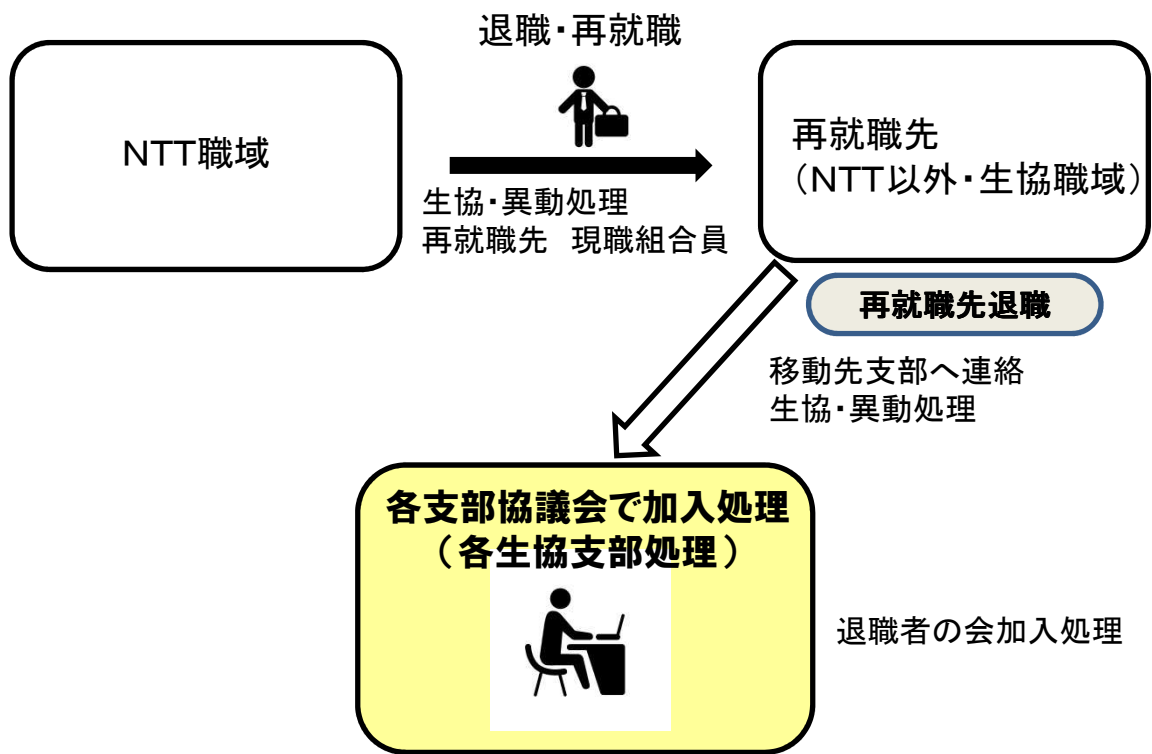 退職・再就職
NTT職域
再就職先
（NTT以外・生協職域）
生協・異動処理
再就職先　現職組合員
再就職先退職
移動先支部へ連絡
生協・異動処理
各支部協議会で加入処理
（各生協支部処理）
退職者の会加入処理